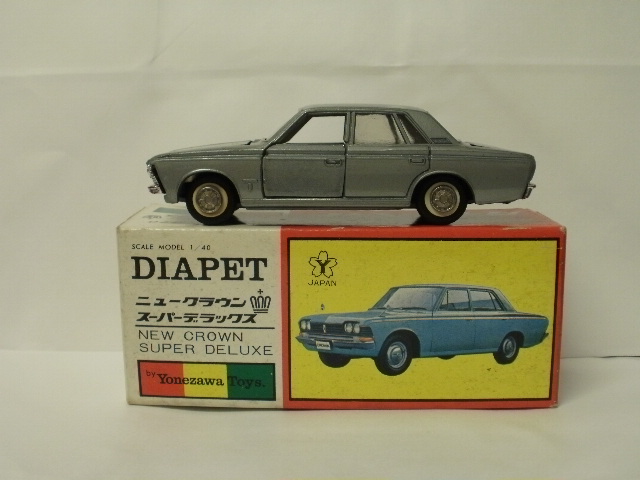 SCALE MODEL 1/40
DIAPET
ニュークラウン
スーパーデラックス
NEW CROWN
SUPER DELUXE
by Yonezawa Toys.
Y
JAPAN